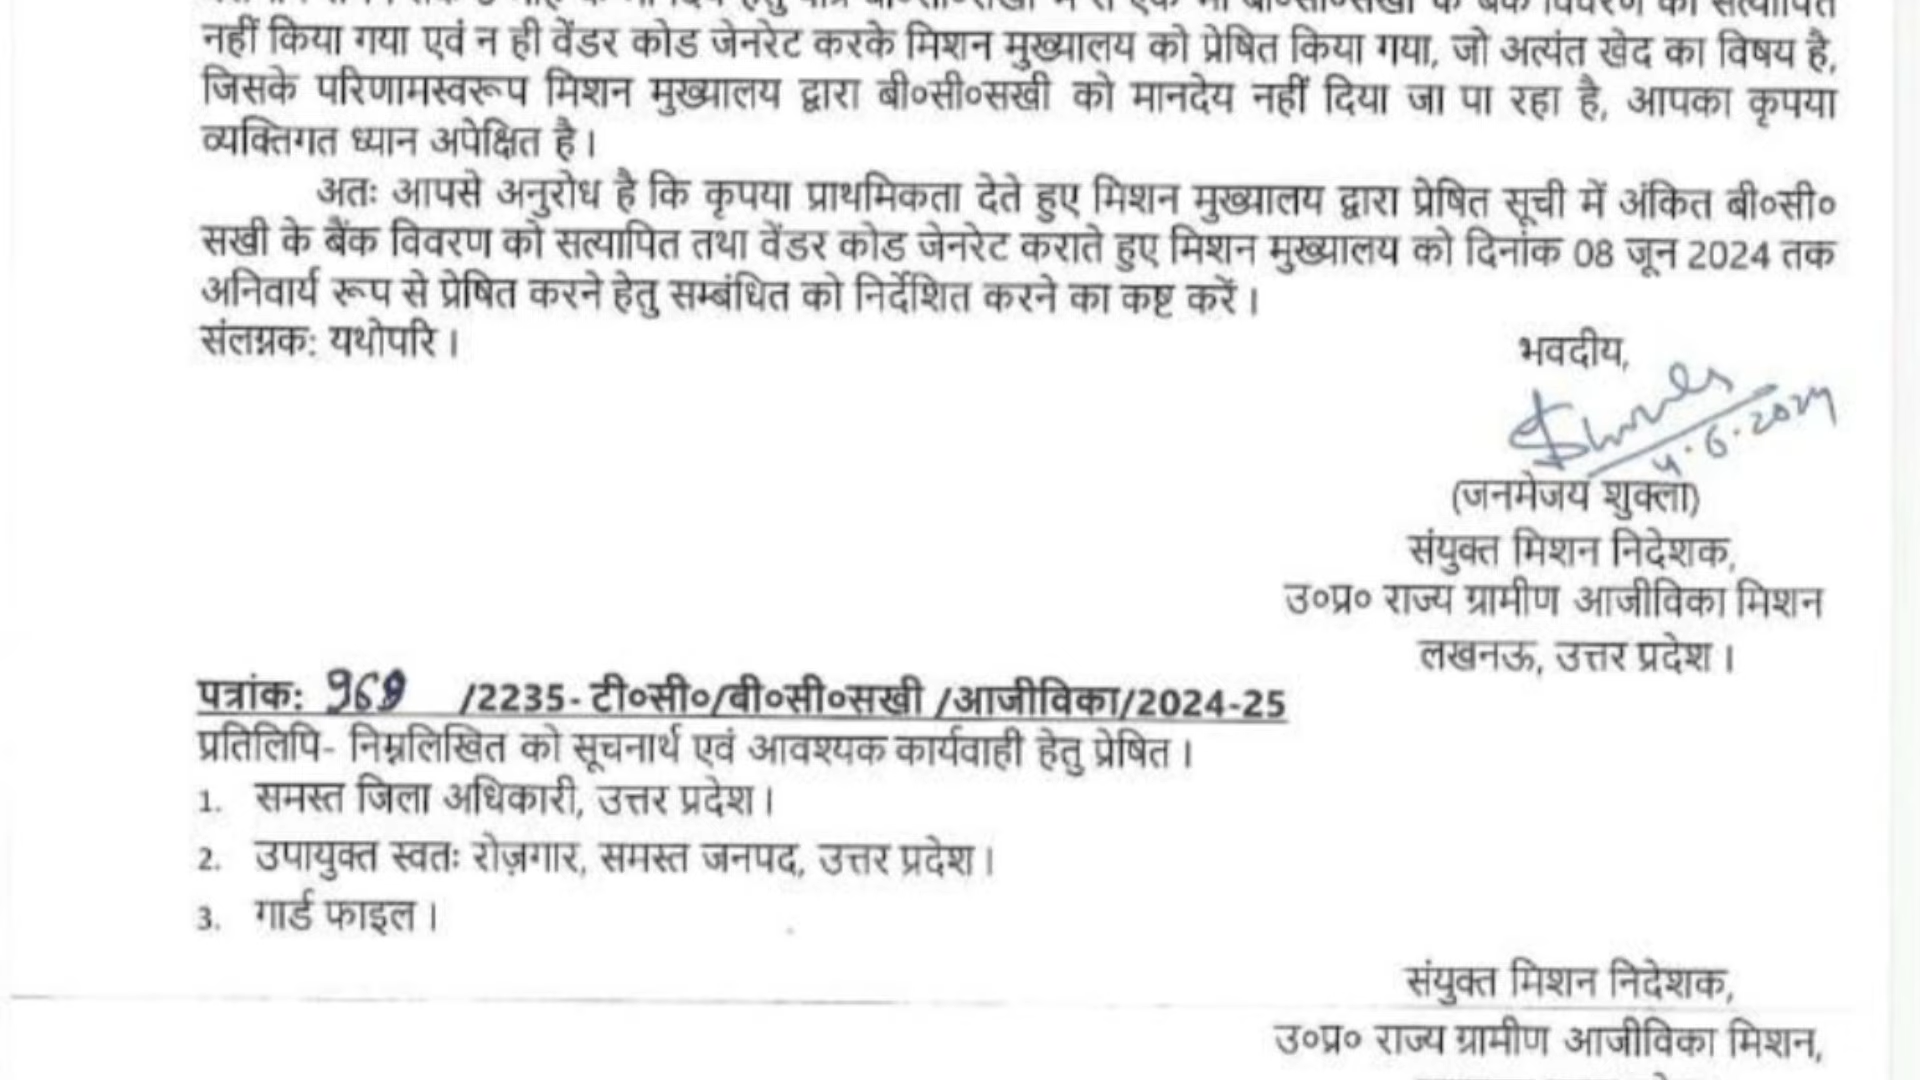 नहीं किया गया एवं न ही वेंडर कोड जेनरेट करके मिशन मुख्यालय को प्रेषित किया गया, जो अत्यंत खेद का विषय है,
जिसके परिणामस्वरूप मिशन मुख्यालय द्वारा बी०सी०सखी को मानदेय नहीं दिया जा पा रहा है, आपका कृपया
व्यक्तिगत ध्यान अपेक्षित है।
अतः आपसे अनुरोध है कि कृपया प्राथमिकता देते हुए मिशन मुख्यालय द्वारा प्रेषित सूची में अंकित बी०सी०
सखी के बैंक विवरण को सत्यापित तथा वेंडर कोड जेनरेट कराते हुए मिशन मुख्यालय को दिनांक 08 जून 2024 तक
अनिवार्य रूप से प्रेषित करने हेतु सम्बंधित को निर्देशित करने का कष्ट करें।
संलग्नक: यथोपरि।
भवदीय,
4.6.2024
(जनमेजय शुक्ला)
संयुक्त मिशन निदेशक,
उ०प्र० राज्य ग्रामीण आजीविका मिशन
लखनऊ, उत्तर प्रदेश।
पत्रांक: 969 /2235- टी०सी०/बी०सी०सखी /आजीविका/2024-25
प्रतिलिपि- निम्नलिखित को सूचनार्थ एवं आवश्यक कार्यवाही हेतु प्रेषित।
1. समस्त जिला अधिकारी, उत्तर प्रदेश।
2. उपायुक्त स्वतः रोज़गार, समस्त जनपद, उत्तर प्रदेश।
3. गार्ड फाइल।
संयुक्त मिशन निदेशक,
उ०प्र० राज्य ग्रामीण आजीविका मिशन,